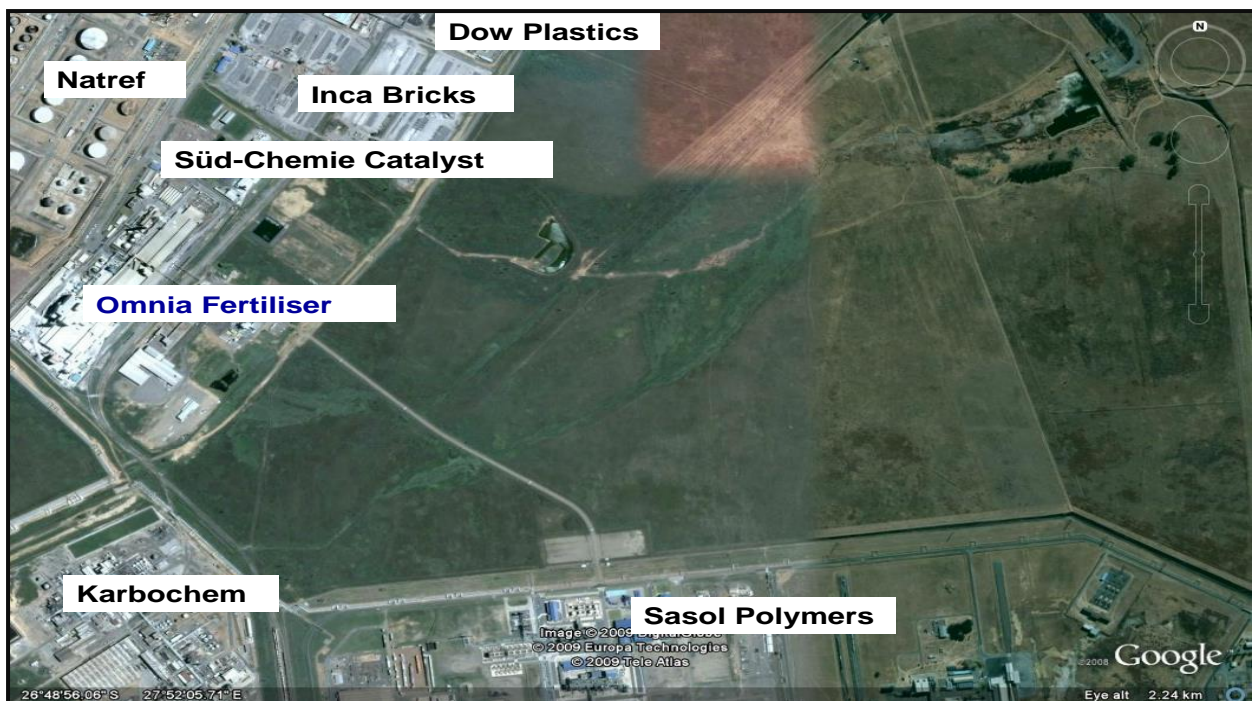 Dow Plastics
N
Natref
Inca Bricks
Süd-Chemie Catalyst
Omnia Fertiliser
Karbochem
Sasol Polymers
Image © 2009 DigitalGlobe
© 2009 Europa Technologies
© 2009 Tele Atlas
©2008 Google
26°48'56.06" S 27°52'05.71" E
Eye alt 2.24 km